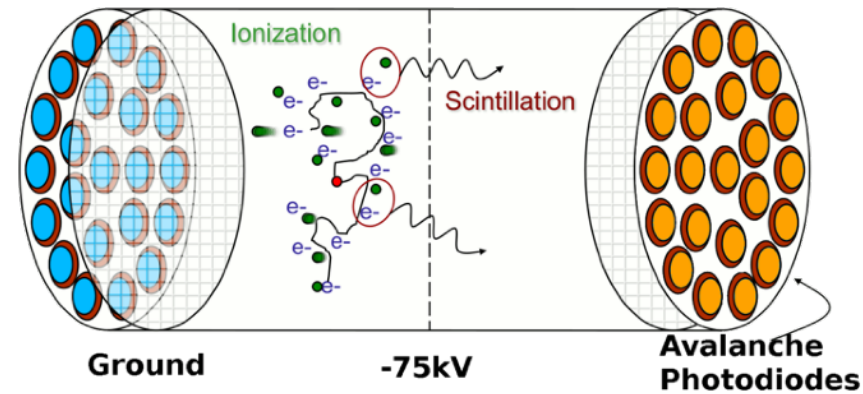 Ionization
e-
e-
e-
Scintillation
e-
e-
e-
e-
e-
e-
e-
e-
e-
Ground
-75kV
Avalanche
Photodiodes